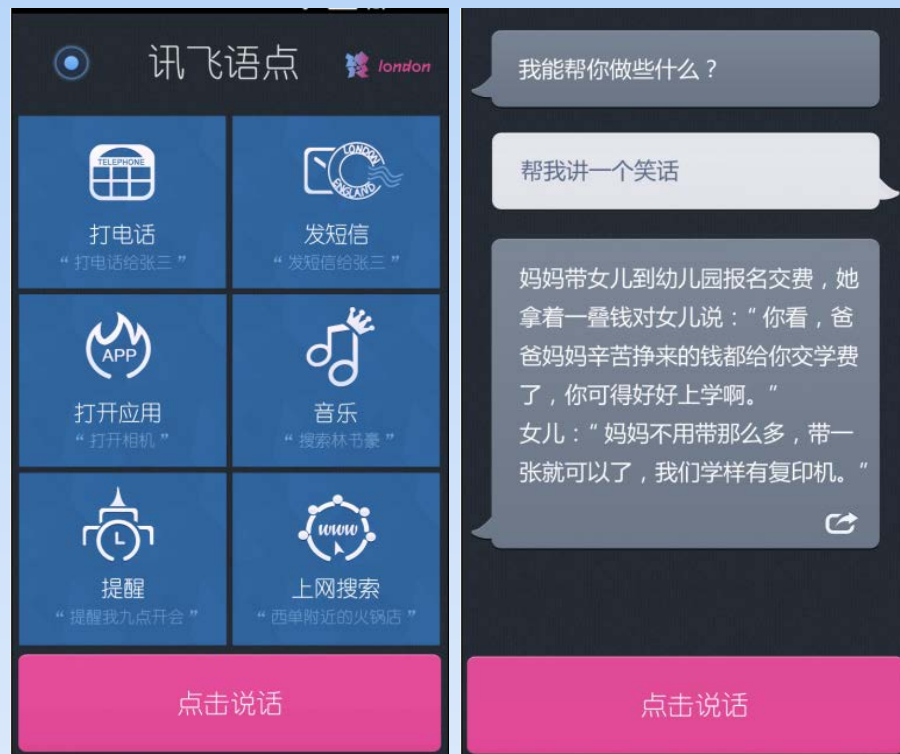 讯飞语点
london
TELEPHONE
打电话
“ 打电话给张三 ”
LONDON
ENGLAND
发短信
“ 发短信给张三 ”
APP
打开应用
“ 打开相机 ”
音乐
“ 搜索林书豪 ”
提醒
“ 提醒我九点开会 ”
www
上网搜索
“ 西单附近的火锅店 ”
点击说话
我能帮你做些什么？
帮我讲一个笑话
妈妈带女儿到幼儿园报名交费，她
拿着一叠钱对女儿说：“ 你看，爸
爸妈妈辛苦挣来的钱都给你交学费
了，你可得好好上学啊。”
女儿：“ 妈妈不用带那么多，带一
张就可以了，我们学样有复印机。”
点击说话